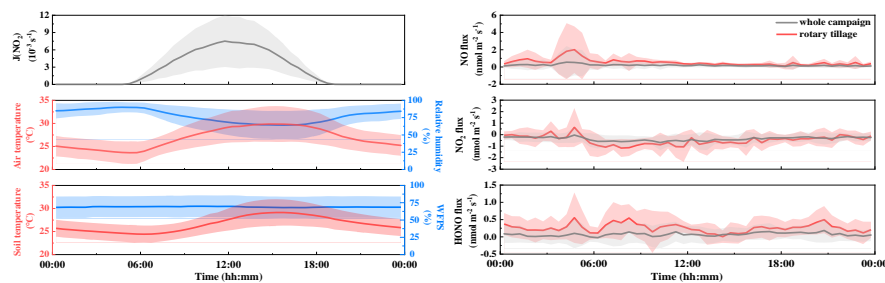 J(NO₂)
(10⁻³ s⁻¹)
12
9
6
3
0
Air temperature
(°C)
35
30
25
20
100
75
50
25
0
Relative humidity
(%)
Soil temperature
(°C)
35
30
25
20
100
75
50
25
0
WFPS
(%)
00:00 06:00 12:00 18:00 00:00
Time (hh:mm)
NO flux
(nmol m⁻² s⁻¹)
6
4
2
0
-2
whole campaign
rotary tillage
NO₂ flux
(nmol m⁻² s⁻¹)
3
2
1
0
-1
-2
-3
HONO flux
(nmol m⁻² s⁻¹)
1.5
1.0
0.5
0.0
-0.5
00:00 06:00 12:00 18:00 00:00
Time (hh:mm)